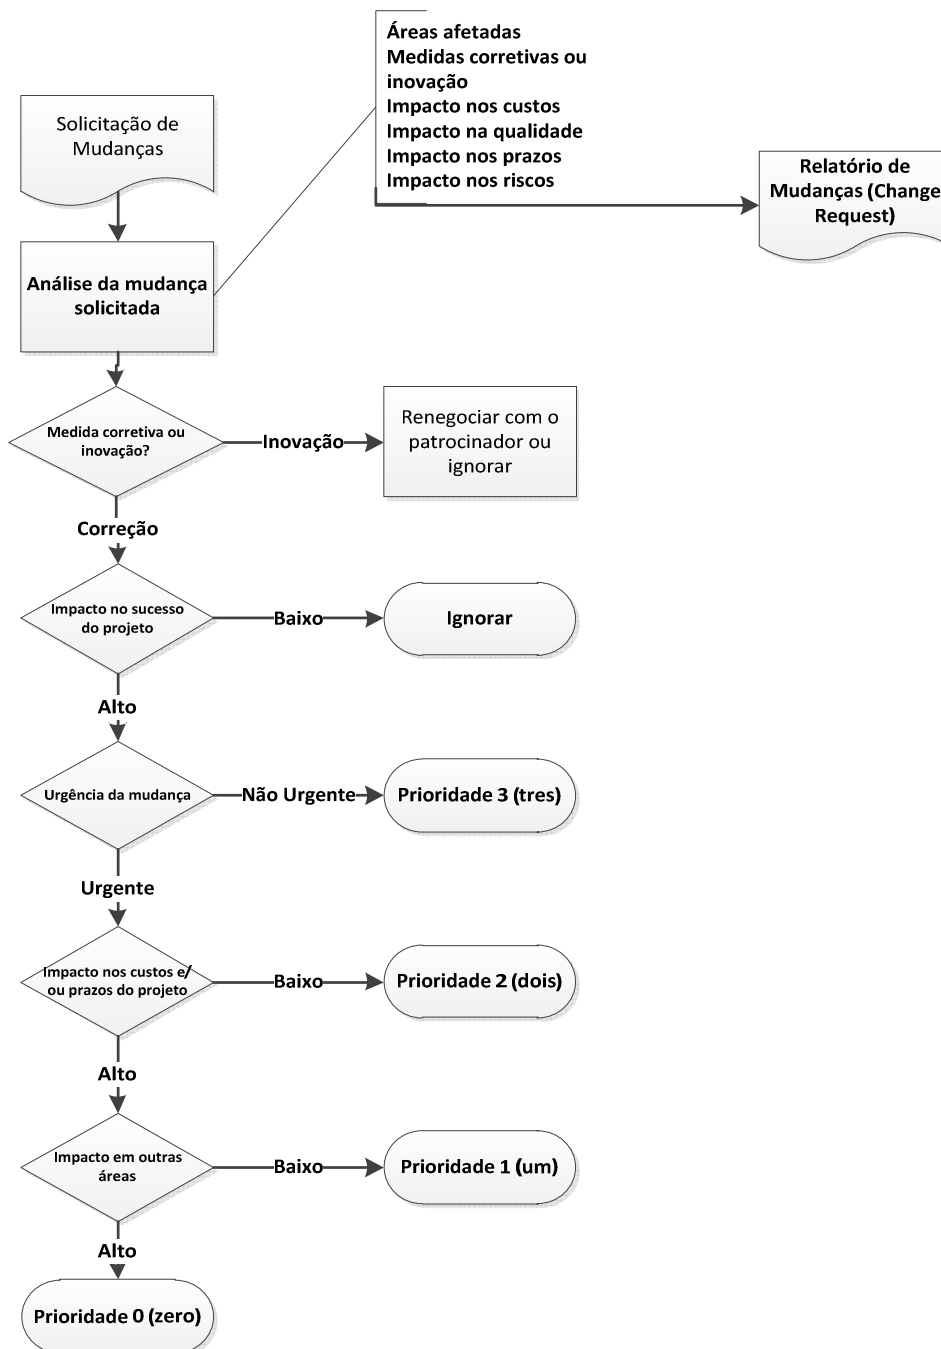 Áreas afetadas
Medidas corretivas ou
inovação
Impacto nos custos
Impacto na qualidade
Impacto nos prazos
Impacto nos riscos
Solicitação de
Mudanças
Relatório de
Mudanças (Change
Request)
Análise da mudança
solicitada
Medida corretiva ou
inovação?
Inovação
Renegociar com o
patrocinador ou
ignorar
Correção
Impacto no sucesso
do projeto
Baixo
Ignorar
Alto
Urgência da mudança
Não Urgente
Prioridade 3 (tres)
Urgente
Impacto nos custos e/
ou prazos do projeto
Baixo
Prioridade 2 (dois)
Alto
Impacto em outras
áreas
Baixo
Prioridade 1 (um)
Alto
Prioridade 0 (zero)